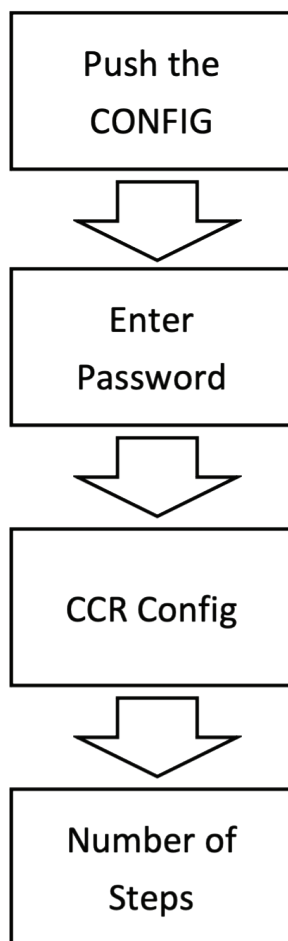 Push the
CONFIG
Enter
Password
CCR Config
Number of
Steps